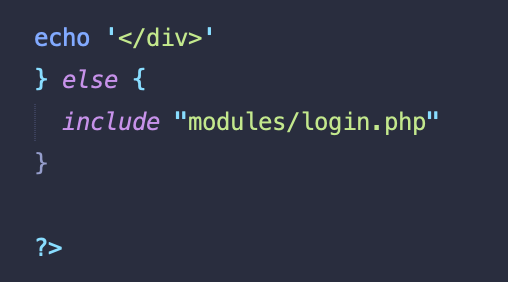 echo '</div>'
} else {
include "modules/login.php"
}
?>